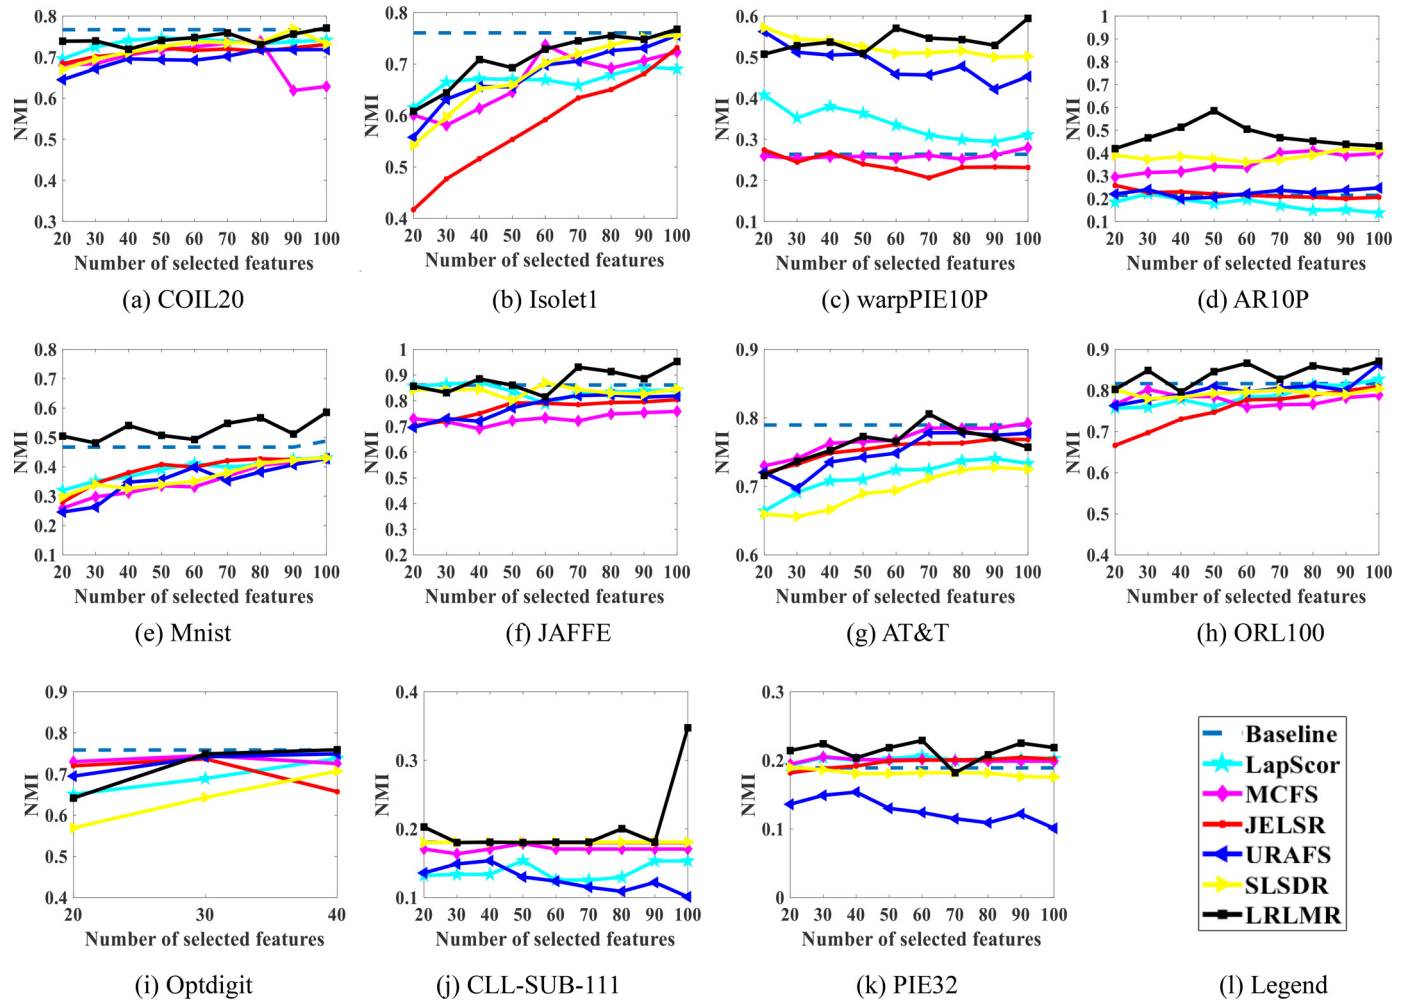 0.8
0.7
0.6
0.5
0.4
0.3
NMI
20 30 40 50 60 70 80 90 100
Number of selected features
(a) COIL20
0.8
0.7
0.6
0.5
0.4
NMI
20 30 40 50 60 70 80 90 100
Number of selected features
(b) Isolet1
0.6
0.5
0.4
0.3
0.2
0.1
NMI
20 30 40 50 60 70 80 90 100
Number of selected features
(c) warpPIE10P
1
0.9
0.8
0.7
0.6
0.5
0.4
0.3
0.2
0.1
NMI
20 30 40 50 60 70 80 90 100
Number of selected features
(d) AR10P
0.8
0.7
0.6
0.5
0.4
0.3
0.2
0.1
NMI
20 30 40 50 60 70 80 90 100
Number of selected features
(e) Mnist
1
0.9
0.8
0.7
0.6
0.5
0.4
0.3
0.2
NMI
20 30 40 50 60 70 80 90 100
Number of selected features
(f) JAFFE
0.9
0.8
0.7
0.6
NMI
20 30 40 50 60 70 80 90 100
Number of selected features
(g) AT&T
0.9
0.8
0.7
0.6
0.5
0.4
NMI
20 30 40 50 60 70 80 90 100
Number of selected features
(h) ORL100
0.9
0.8
0.7
0.6
0.5
0.4
NMI
20 30 40
Number of selected features
(i) Optdigit
0.4
0.3
0.2
0.1
NMI
20 30 40 50 60 70 80 90 100
Number of selected features
(j) CLL-SUB-111
0.3
0.2
0.1
0
NMI
20 30 40 50 60 70 80 90 100
Number of selected features
(k) PIE32
Baseline
LapScor
MCFS
JELSR
URAFS
SLSDR
LRLMR
(l) Legend